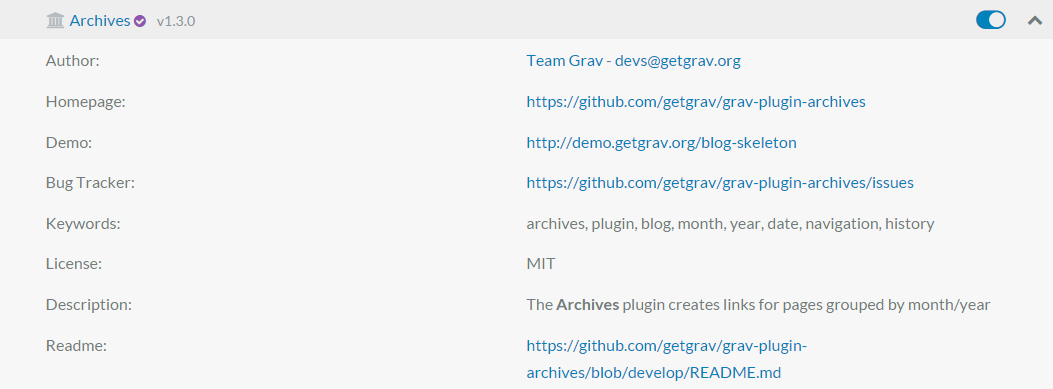 Archives v1.3.0
Author: Team Grav - devs@getgrav.org
Homepage: https://github.com/getgrav/grav-plugin-archives
Demo: http://demo.getgrav.org/blog-skeleton
Bug Tracker: https://github.com/getgrav/grav-plugin-archives/issues
Keywords: archives, plugin, blog, month, year, date, navigation, history
License: MIT
Description: The Archives plugin creates links for pages grouped by month/year
Readme: https://github.com/getgrav/grav-plugin-
archives/blob/develop/README.md